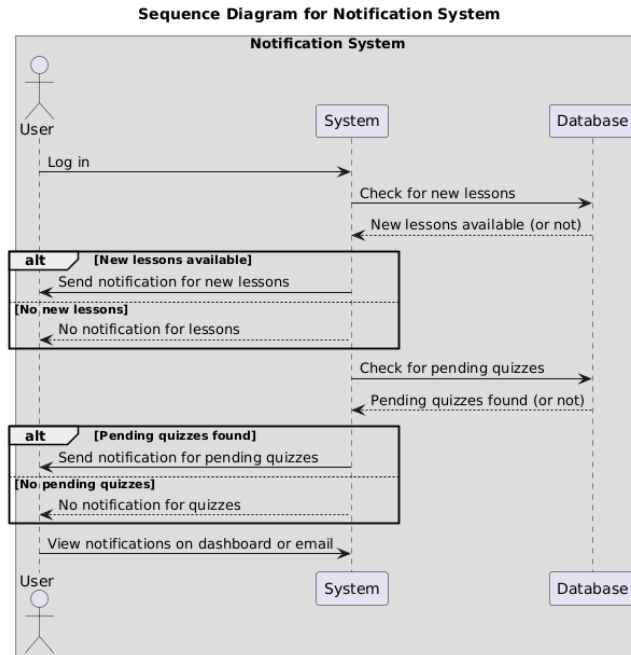 Sequence Diagram for Notification System
Notification System
User
System
Database
Log in
Check for new lessons
New lessons available (or not)
alt [New lessons available]
Send notification for new lessons
[No new lessons]
No notification for lessons
Check for pending quizzes
Pending quizzes found (or not)
alt [Pending quizzes found]
Send notification for pending quizzes
[No pending quizzes]
No notification for quizzes
View notifications on dashboard or email
User
System
Database